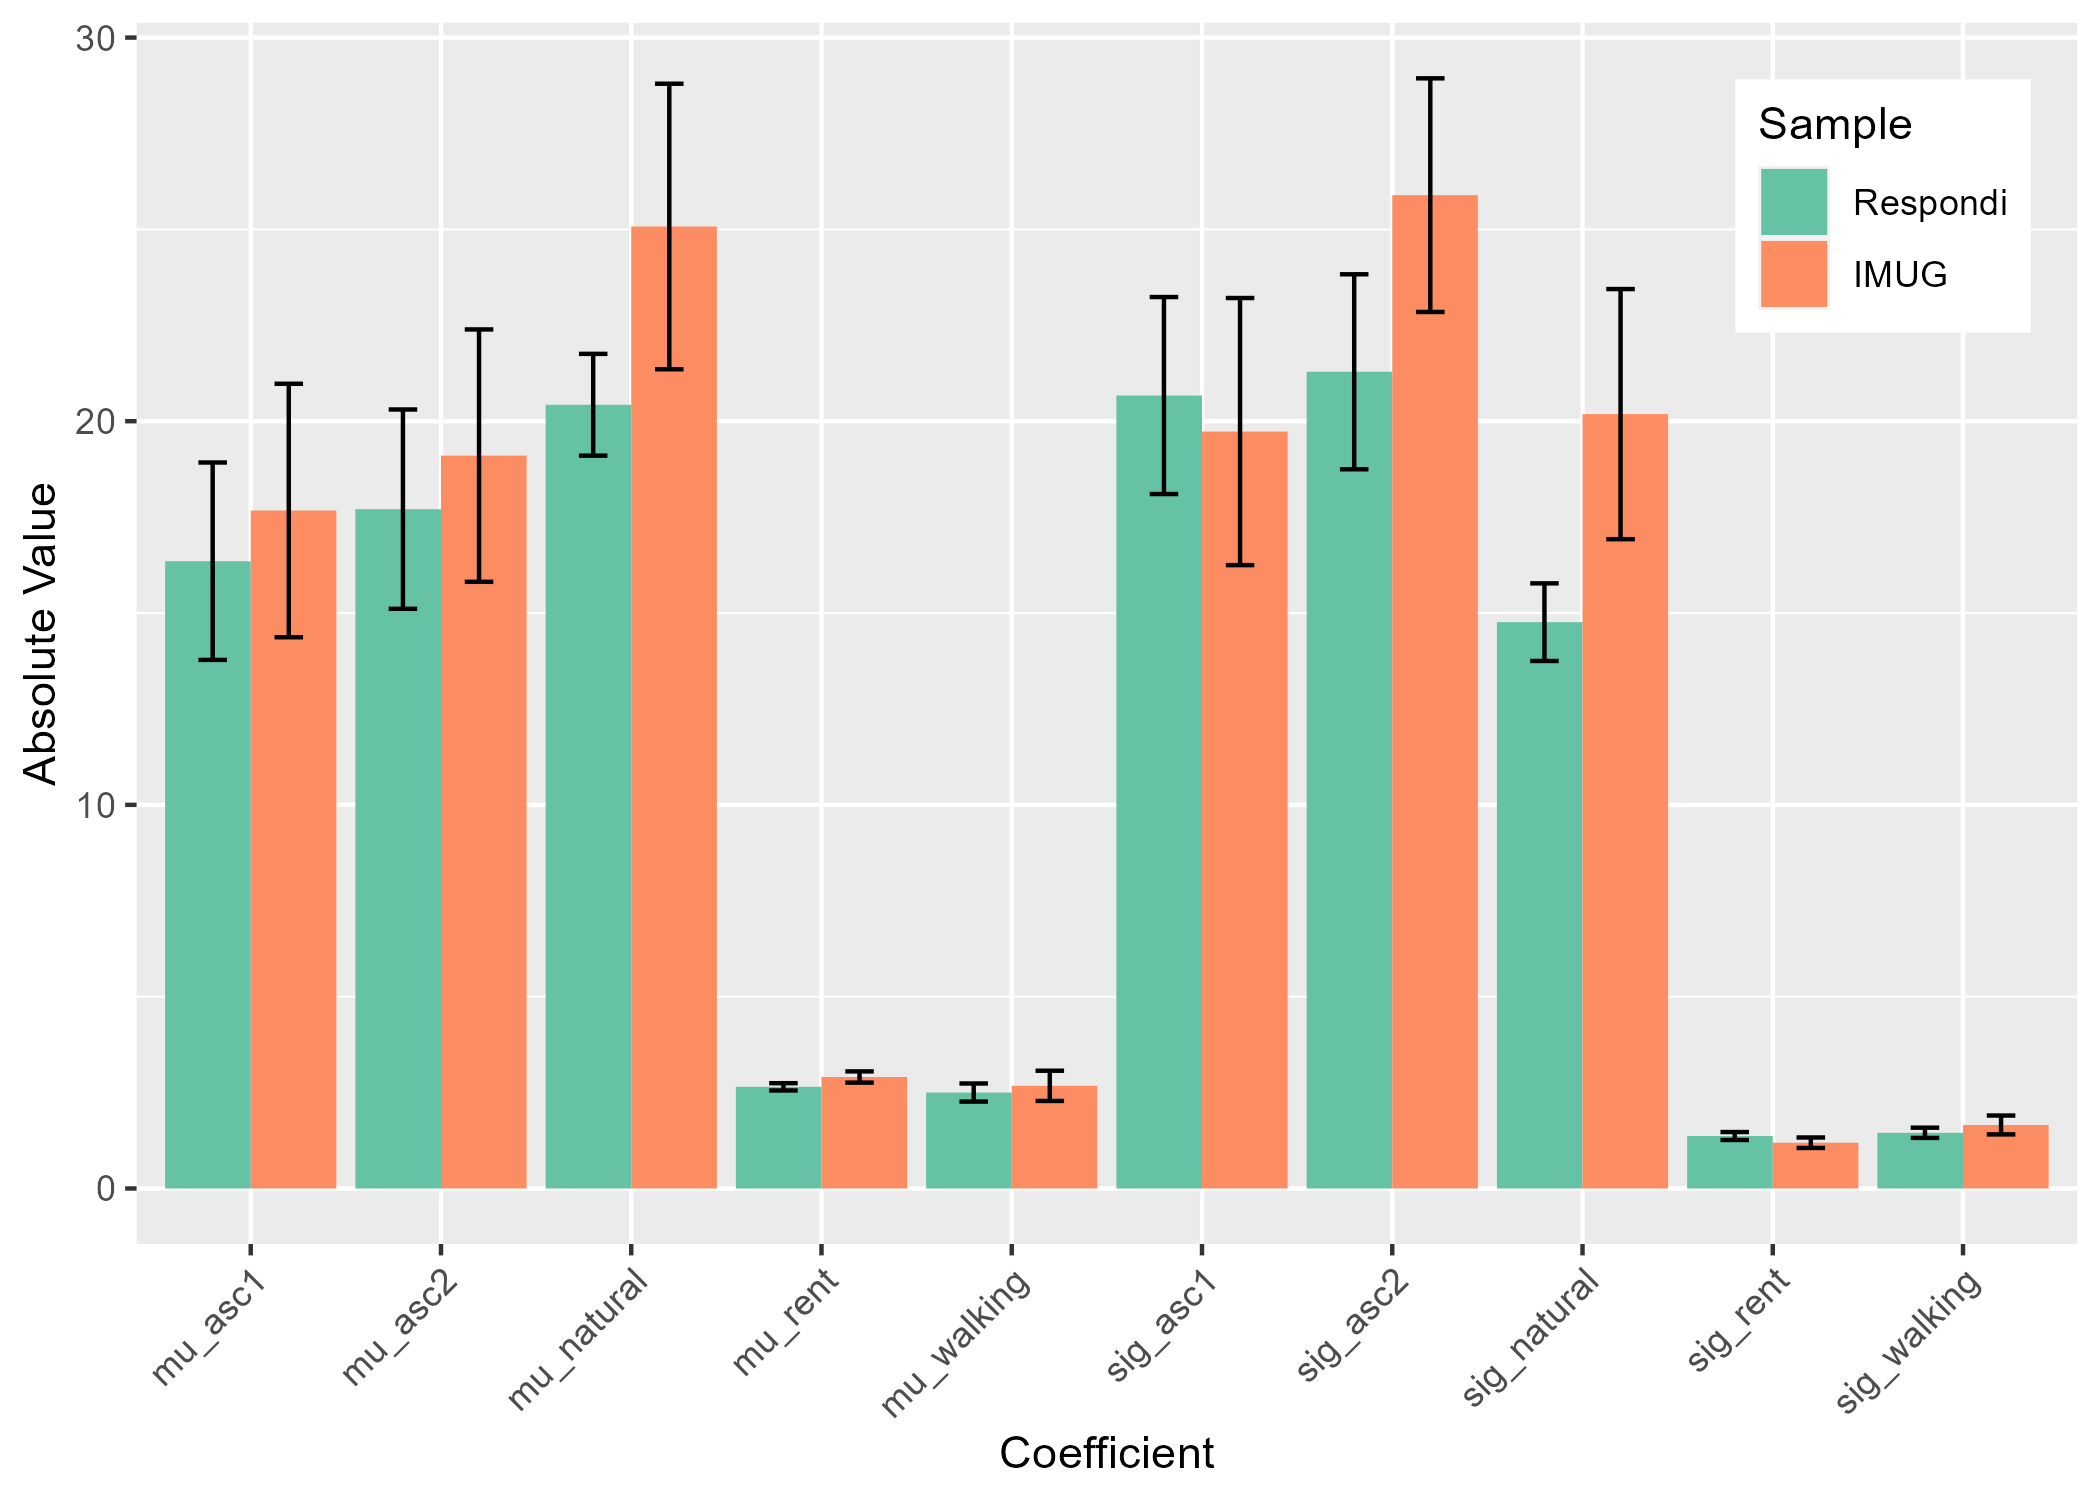 30
20
10
0
Absolute Value
Sample
Respondi
IMUG
mu_asc1
mu_asc2
mu_natural
mu_rent
mu_walking
sig_asc1
sig_asc2
sig_natural
sig_rent
sig_walking
Coefficient